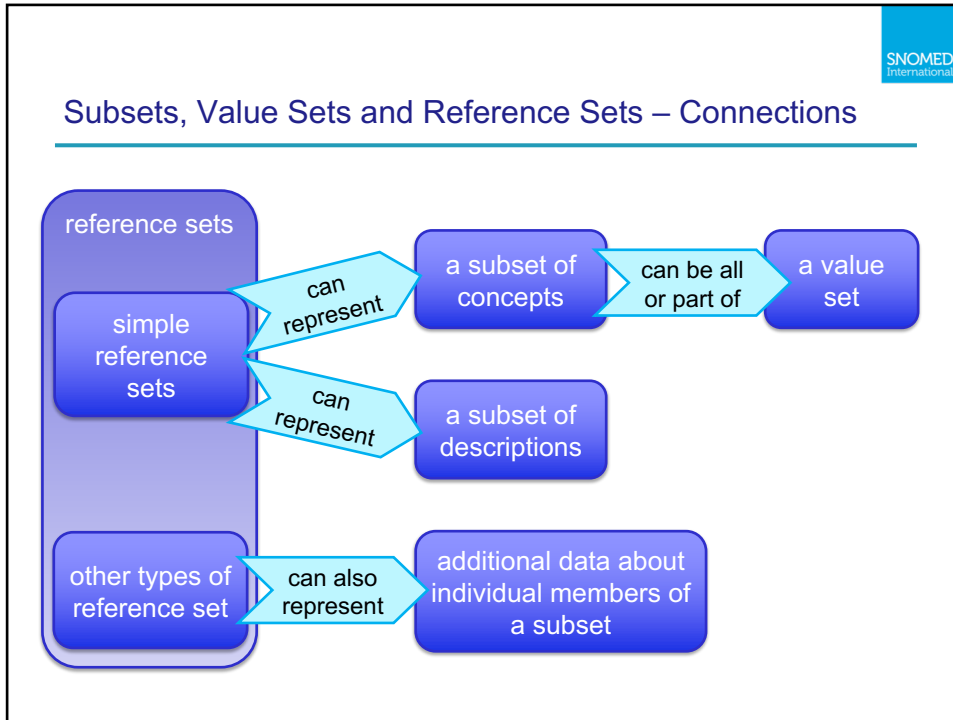 SNOMED
International
Subsets, Value Sets and Reference Sets – Connections
reference sets
simple
reference
sets
can
represent
a subset of
concepts
can be all
or part of
a value
set
can
represent
a subset of
descriptions
other types of
reference set
can also
represent
additional data about
individual members of
a subset